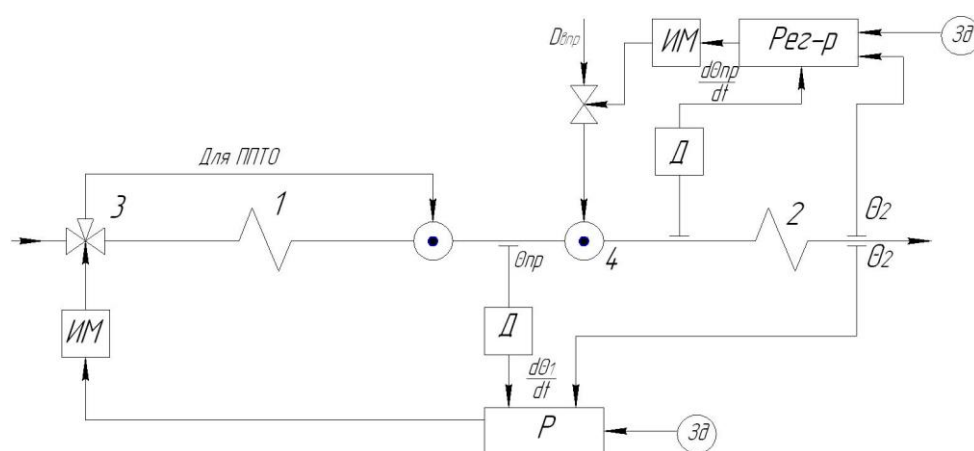 Dвпр
ИМ
Рег-р
Зд
dθпр
dt
Д
Для ППТО
3
1
2
θ2
θ2
4
θпр
ИМ
Д
dθ1
dt
Р
Зд